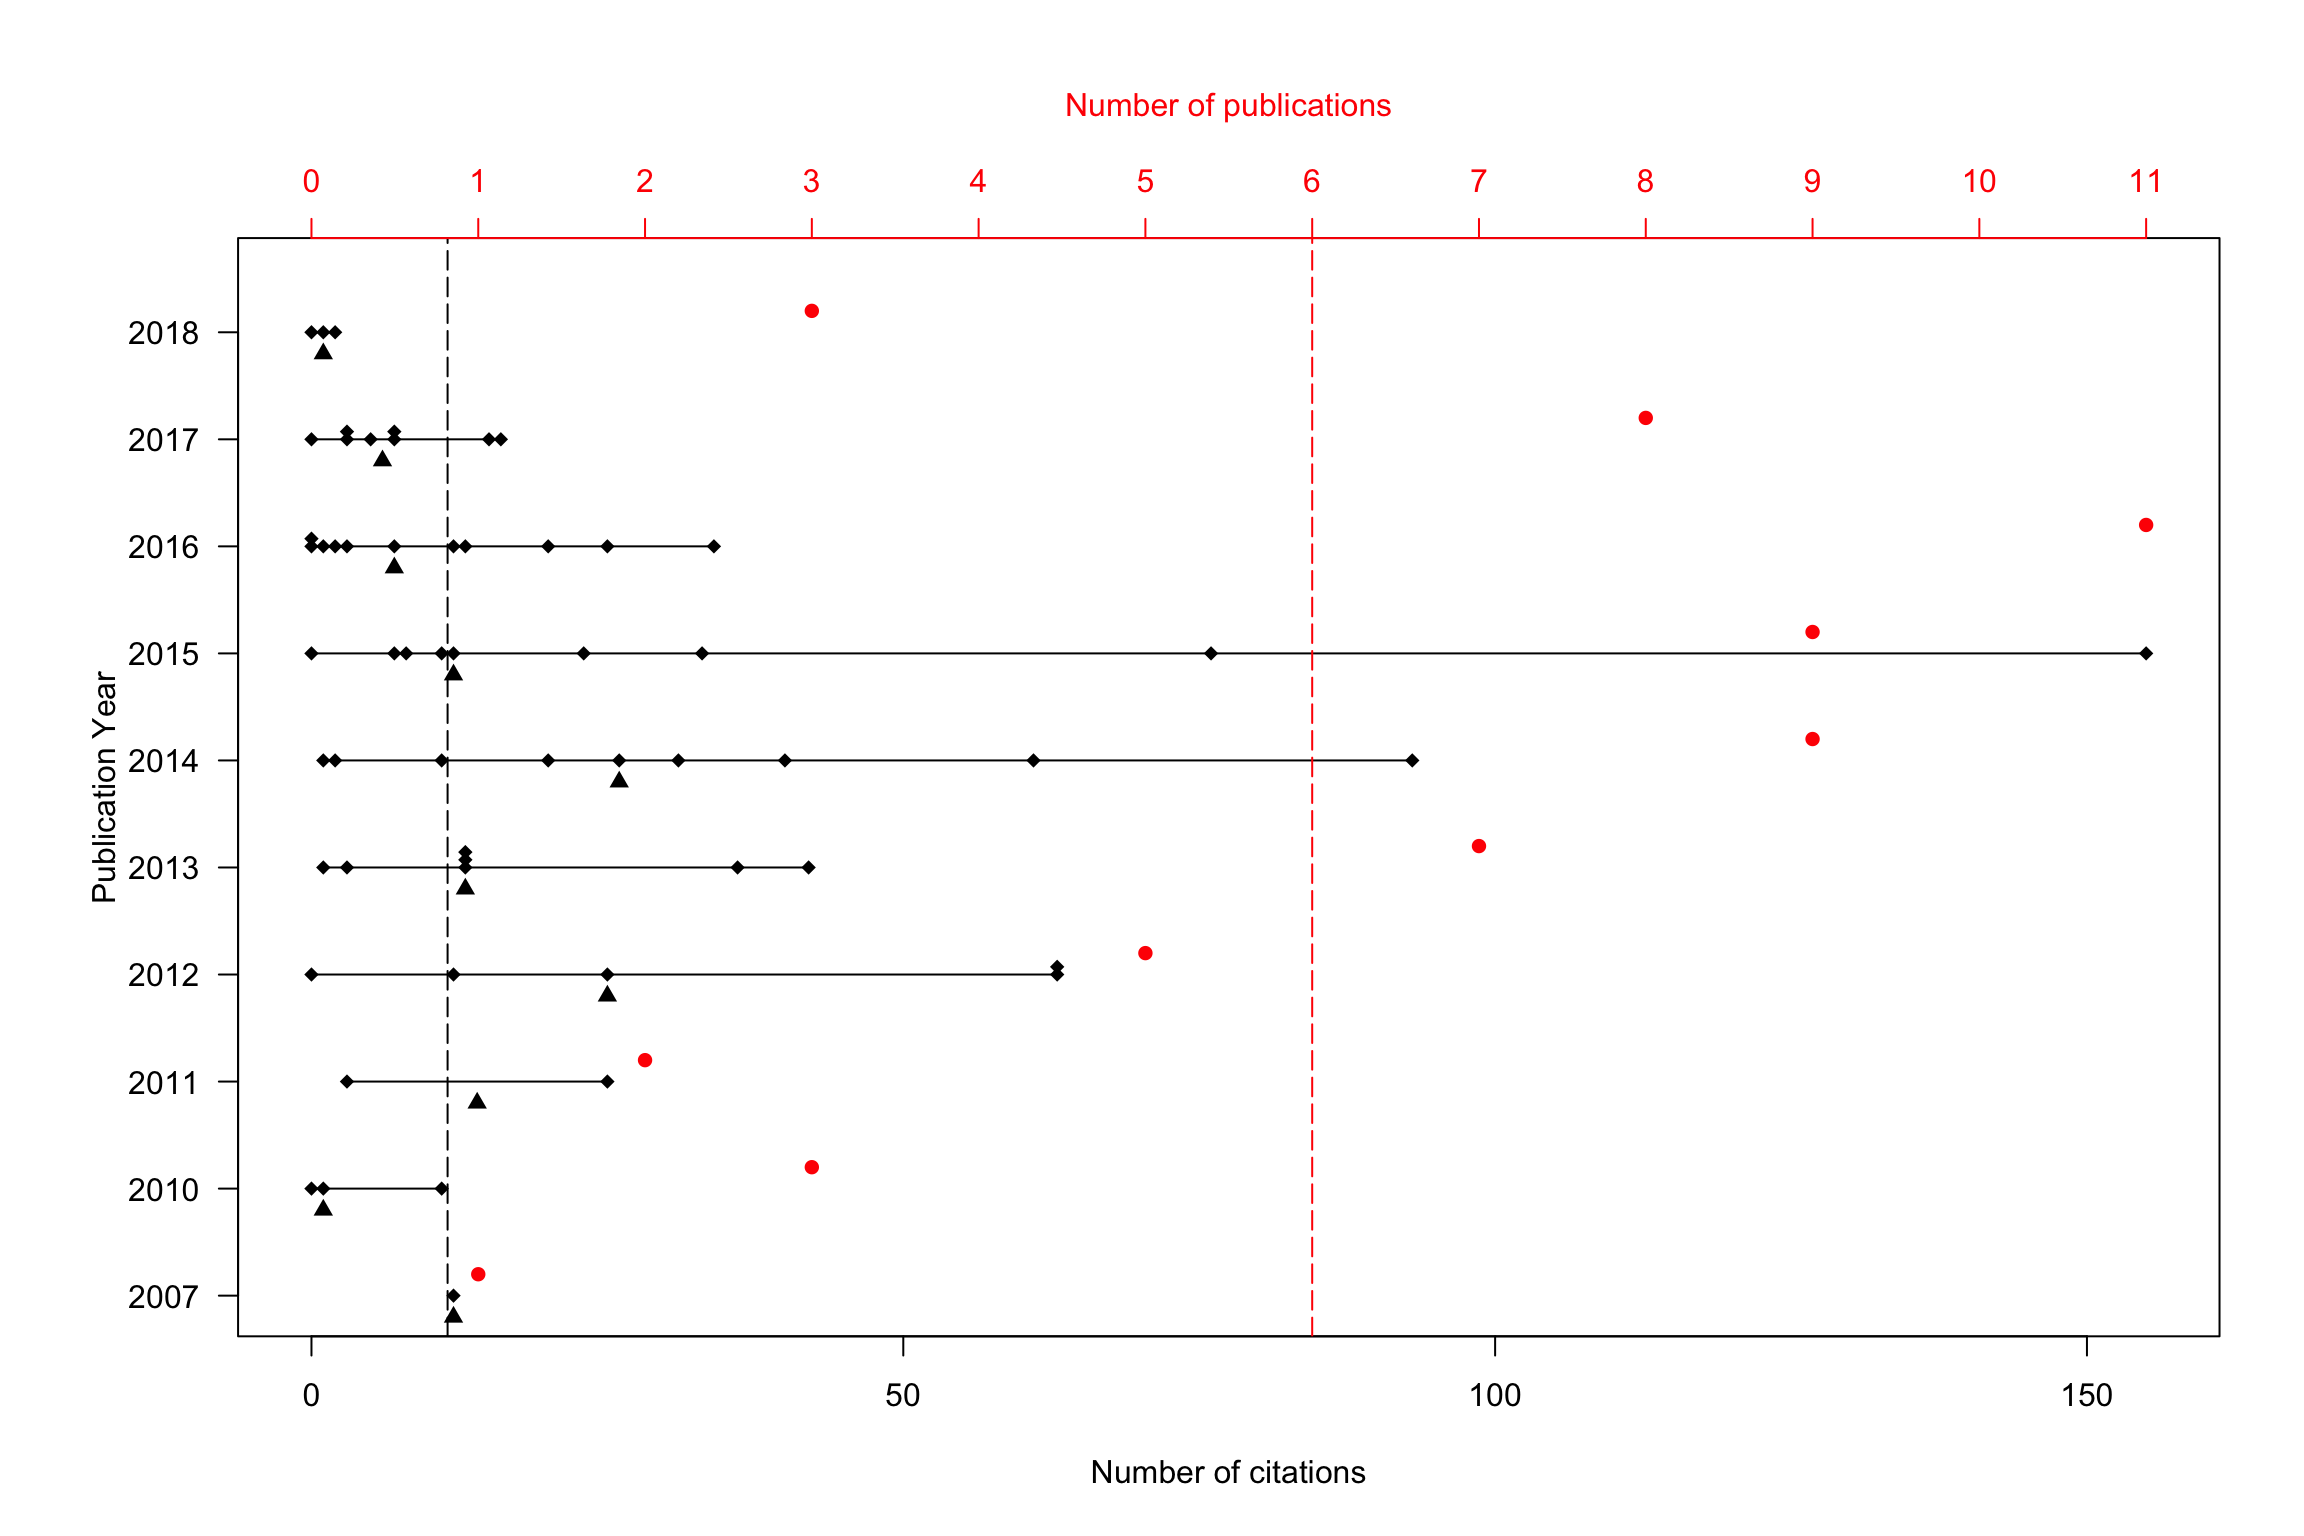 Number of publications
0 1 2 3 4 5 6 7 8 9 10 11
Publication Year
2018
2017
2016
2015
2014
2013
2012
2011
2010
2007
0 50 100 150
Number of citations